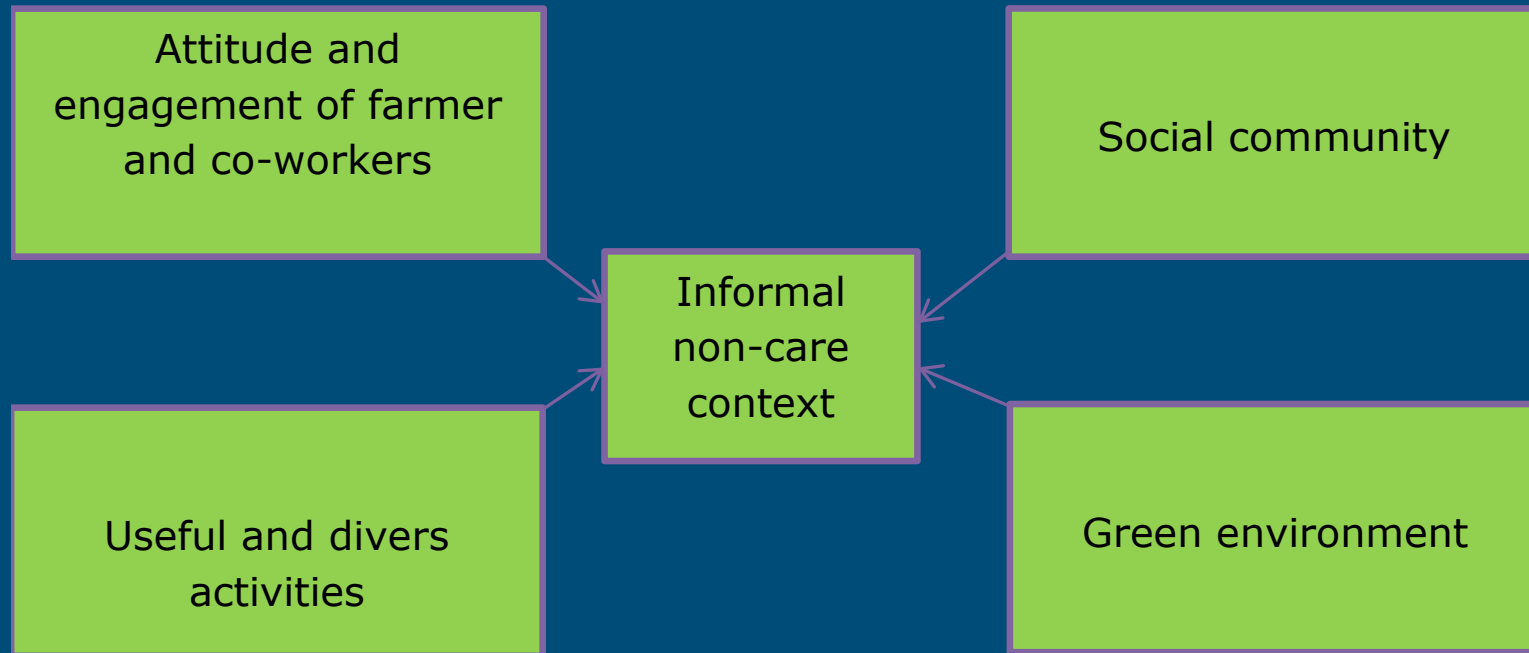 Attitude and
engagement of farmer
and co-workers
Social community
Informal
non-care
context
Useful and divers
activities
Green environment